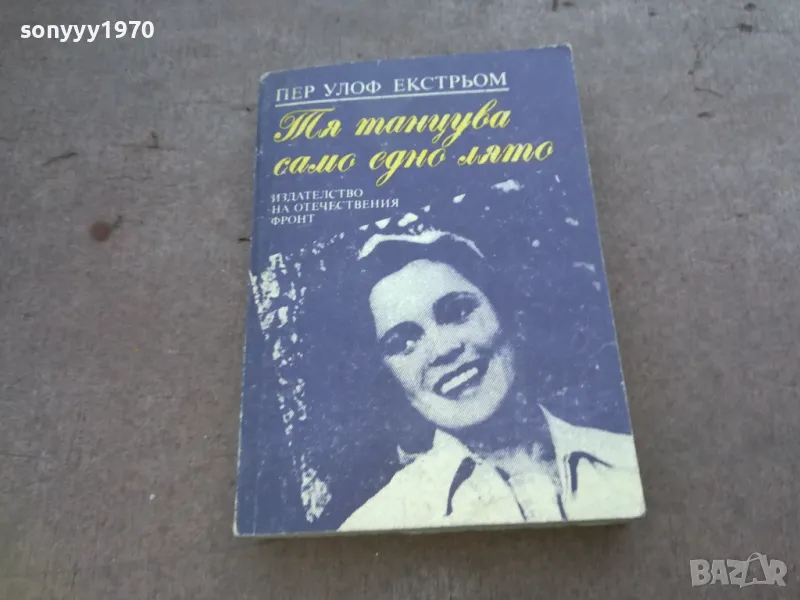 sonyyy1970
ПЕР УЛОФ ЕКСТРЬОМ
Тя танцува
само едно лято
ИЗДАТЕЛСТВО
НА ОТЕЧЕСТВЕНИЯ
ФРОНТ
BAZAR